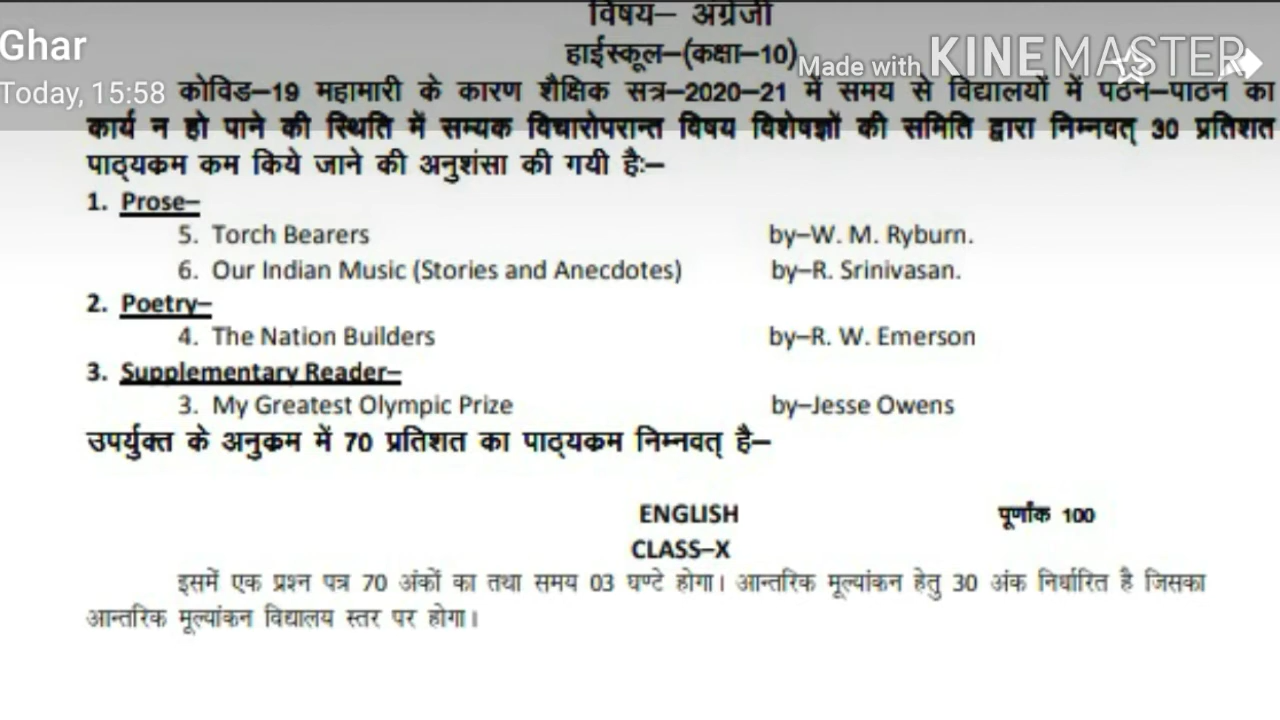 विषय– अंग्रेजी
Ghar
हाईस्कूल–(कक्षा–10)
Made with KINEMASTER
Today, 15:58
कोविड–19 महामारी के कारण शैक्षिक सत्र–2020–21 में समय से विद्यालयों में पठन–पाठन का
कार्य न हो पाने की स्थिति में सम्यक विचारोपरान्त विषय विशेषज्ञों की समिति द्वारा निम्नवत् 30 प्रतिशत
पाठ्यकम कम किये जाने की अनुशंसा की गयी हैः–
1. Prose–
5. Torch Bearers by–W. M. Ryburn.
6. Our Indian Music (Stories and Anecdotes) by–R. Srinivasan.
2. Poetry–
4. The Nation Builders by–R. W. Emerson
3. Supplementary Reader–
3. My Greatest Olympic Prize by–Jesse Owens
उपर्युक्त के अनुकम में 70 प्रतिशत का पाठ्यकम निम्नवत् है–
ENGLISH पूर्णांक 100
CLASS–X
इसमें एक प्रश्न पत्र 70 अंकों का तथा समय 03 घण्टे होगा। आन्तरिक मूल्यांकन हेतु 30 अंक निर्धारित है जिसका
आन्तरिक मूल्यांकन विद्यालय स्तर पर होगा।